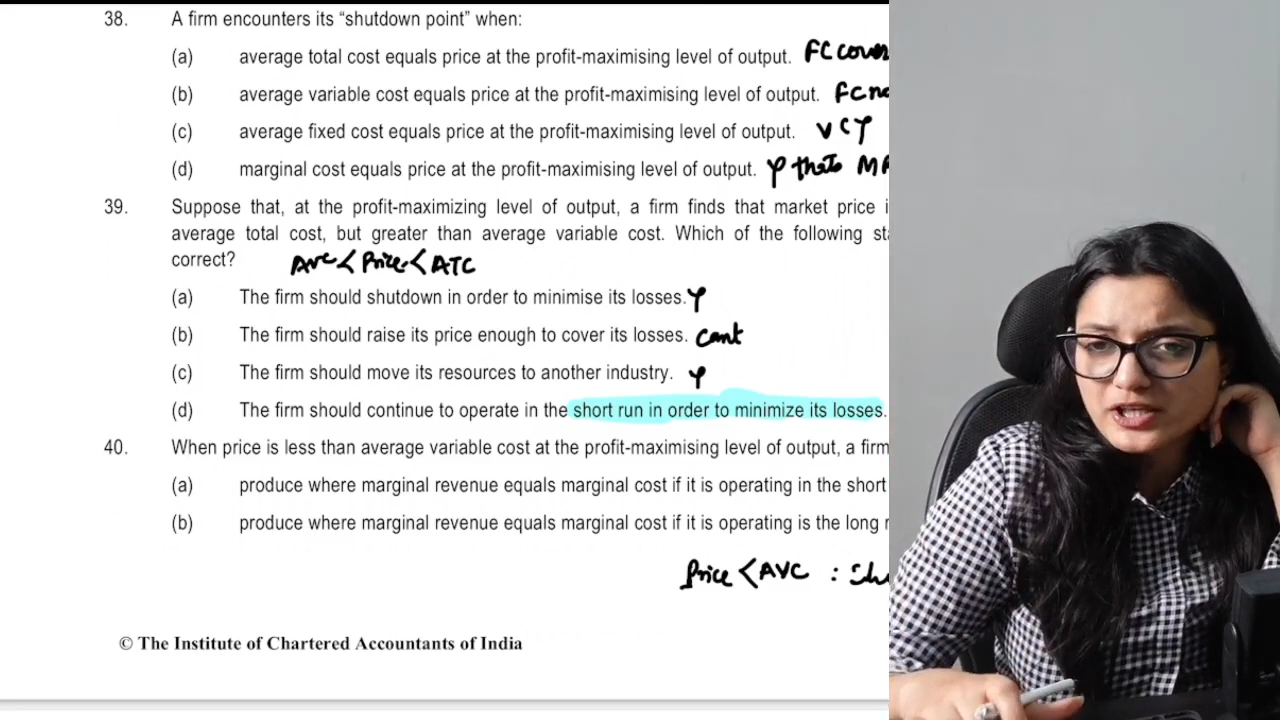 38. A firm encounters its “shutdown point” when:
(a) average total cost equals price at the profit-maximising level of output. FC cover
(b) average variable cost equals price at the profit-maximising level of output.
(c) average fixed cost equals price at the profit-maximising level of output.
(d) marginal cost equals price at the profit-maximising level of output.
39. Suppose that, at the profit-maximizing level of output, a firm finds that market price
average total cost, but greater than average variable cost. Which of the following
correct? AVC < Price < ATC
(a) The firm should shutdown in order to minimise its losses.
(b) The firm should raise its price enough to cover its losses. cant
(c) The firm should move its resources to another industry.
(d) The firm should continue to operate in the short run in order to minimize its losses.
40. When price is less than average variable cost at the profit-maximising level of output, a firm
(a) produce where marginal revenue equals marginal cost if it is operating in the short
(b) produce where marginal revenue equals marginal cost if it is operating is the long
Price < AVC :
© The Institute of Chartered Accountants of India